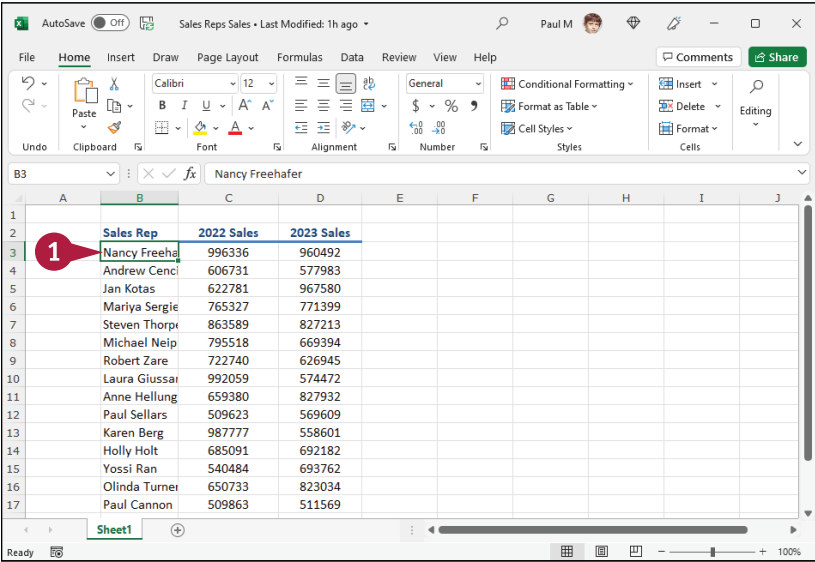 AutoSave Off Sales Reps Sales • Last Modified: 1h ago Paul M
File Home Insert Draw Page Layout Formulas Data Review View Help Comments Share
Calibri 12 ab General Conditional Formatting Insert
Paste B I U A A $ % 9 Format as Table Delete Editing
A Cell Styles Format
Undo Clipboard Font Alignment Number Styles Cells
B3 fx Nancy Freehafer
A B C D E F G H I J
1
2 Sales Rep 2022 Sales 2023 Sales
1
3 Nancy Freeha 996336 960492
4 Andrew Cenci 606731 577983
5 Jan Kotas 622781 967580
6 Mariya Sergie 765327 771399
7 Steven Thorpe 863589 827213
8 Michael Neip 795518 669394
9 Robert Zare 722740 626945
10 Laura Giussar 992059 574472
11 Anne Hellung 659380 827932
12 Paul Sellars 509623 569609
13 Karen Berg 987777 558601
14 Holly Holt 685091 692182
15 Yossi Ran 540484 693762
16 Olinda Turner 650733 823034
17 Paul Cannon 509863 511569
Sheet1
Ready 100%